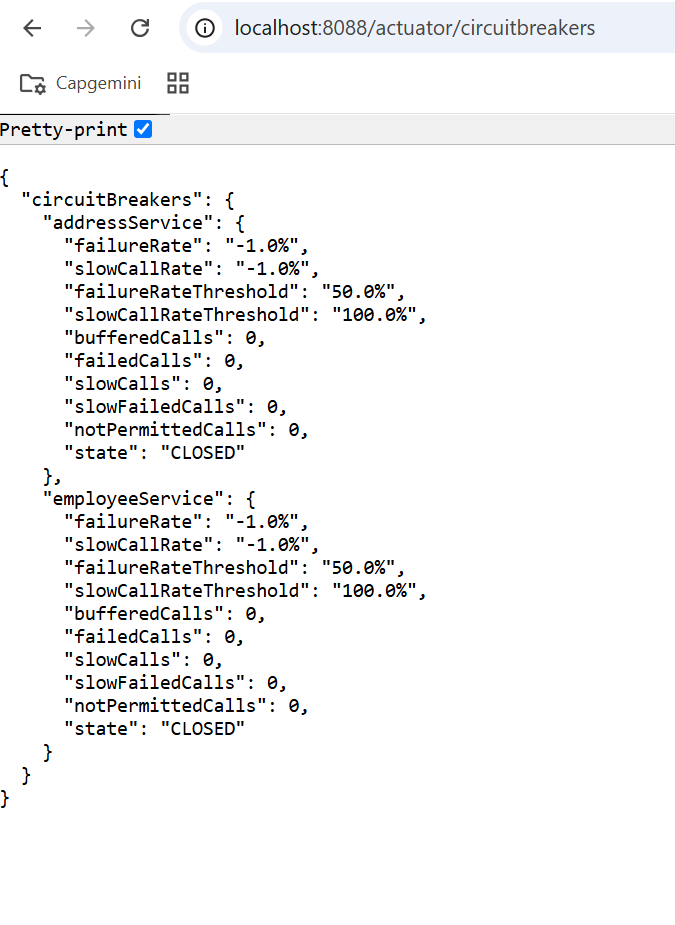 localhost:8088/actuator/circuitbreakers
Capgemini
Pretty-print
{
  "circuitBreakers": {
    "addressService": {
      "failureRate": "-1.0%",
      "slowCallRate": "-1.0%",
      "failureRateThreshold": "50.0%",
      "slowCallRateThreshold": "100.0%",
      "bufferedCalls": 0,
      "failedCalls": 0,
      "slowCalls": 0,
      "slowFailedCalls": 0,
      "notPermittedCalls": 0,
      "state": "CLOSED"
    },
    "employeeService": {
      "failureRate": "-1.0%",
      "slowCallRate": "-1.0%",
      "failureRateThreshold": "50.0%",
      "slowCallRateThreshold": "100.0%",
      "bufferedCalls": 0,
      "failedCalls": 0,
      "slowCalls": 0,
      "slowFailedCalls": 0,
      "notPermittedCalls": 0,
      "state": "CLOSED"
    }
  }
}